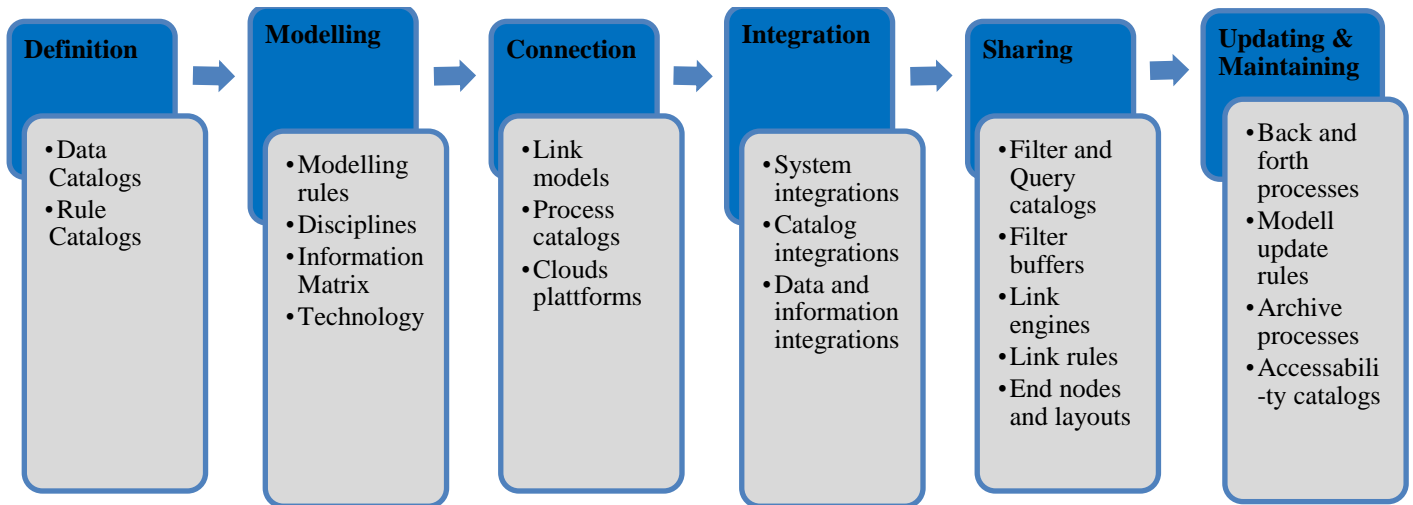 Definition
•Data
Catalogs
•Rule
Catalogs
Modelling
•Modelling
rules
•Disciplines
•Information
Matrix
•Technology
Connection
•Link
models
•Process
catalogs
•Clouds
plattforms
Integration
•System
integrations
•Catalog
integrations
•Data and
information
integrations
Sharing
•Filter and
Query
catalogs
•Filter
buffers
•Link
engines
•Link rules
•End nodes
and layouts
Updating &
Maintaining
•Back and
forth
processes
•Modell
update
rules
•Archive
processes
•Accessabili
-ty catalogs